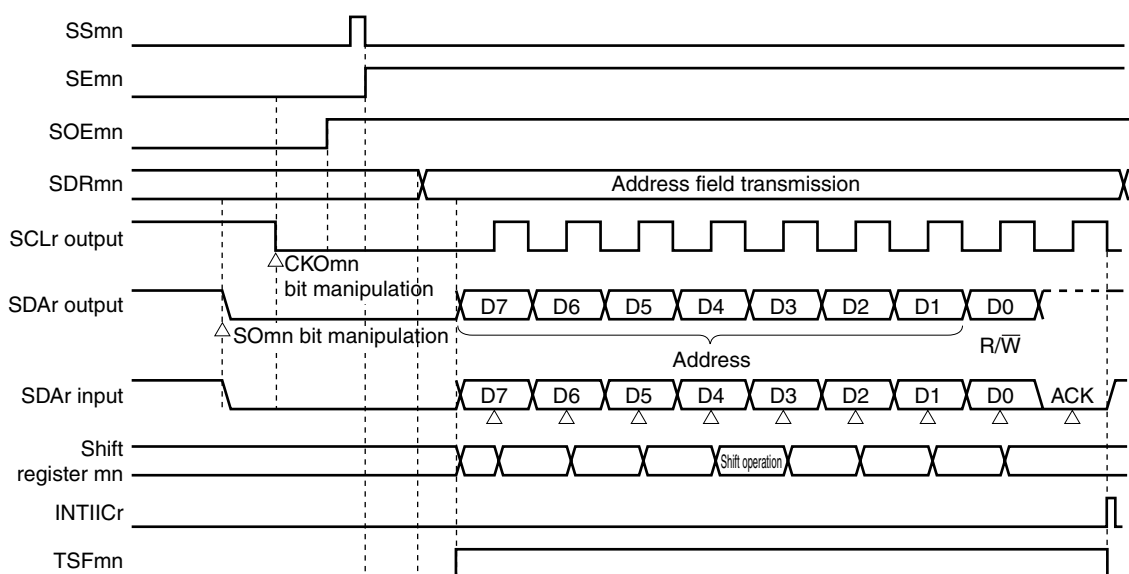 SSmn
SEmn
SOEmn
SDRmn
Address field transmission
SCLr output
CKOmn
bit manipulation
SDAr output
D7 D6 D5 D4 D3 D2 D1 D0
SOmn bit manipulation
Address
R/W̅
SDAr input
D7 D6 D5 D4 D3 D2 D1 D0 ACK
Shift
register mn
Shift operation
INTIICr
TSFmn